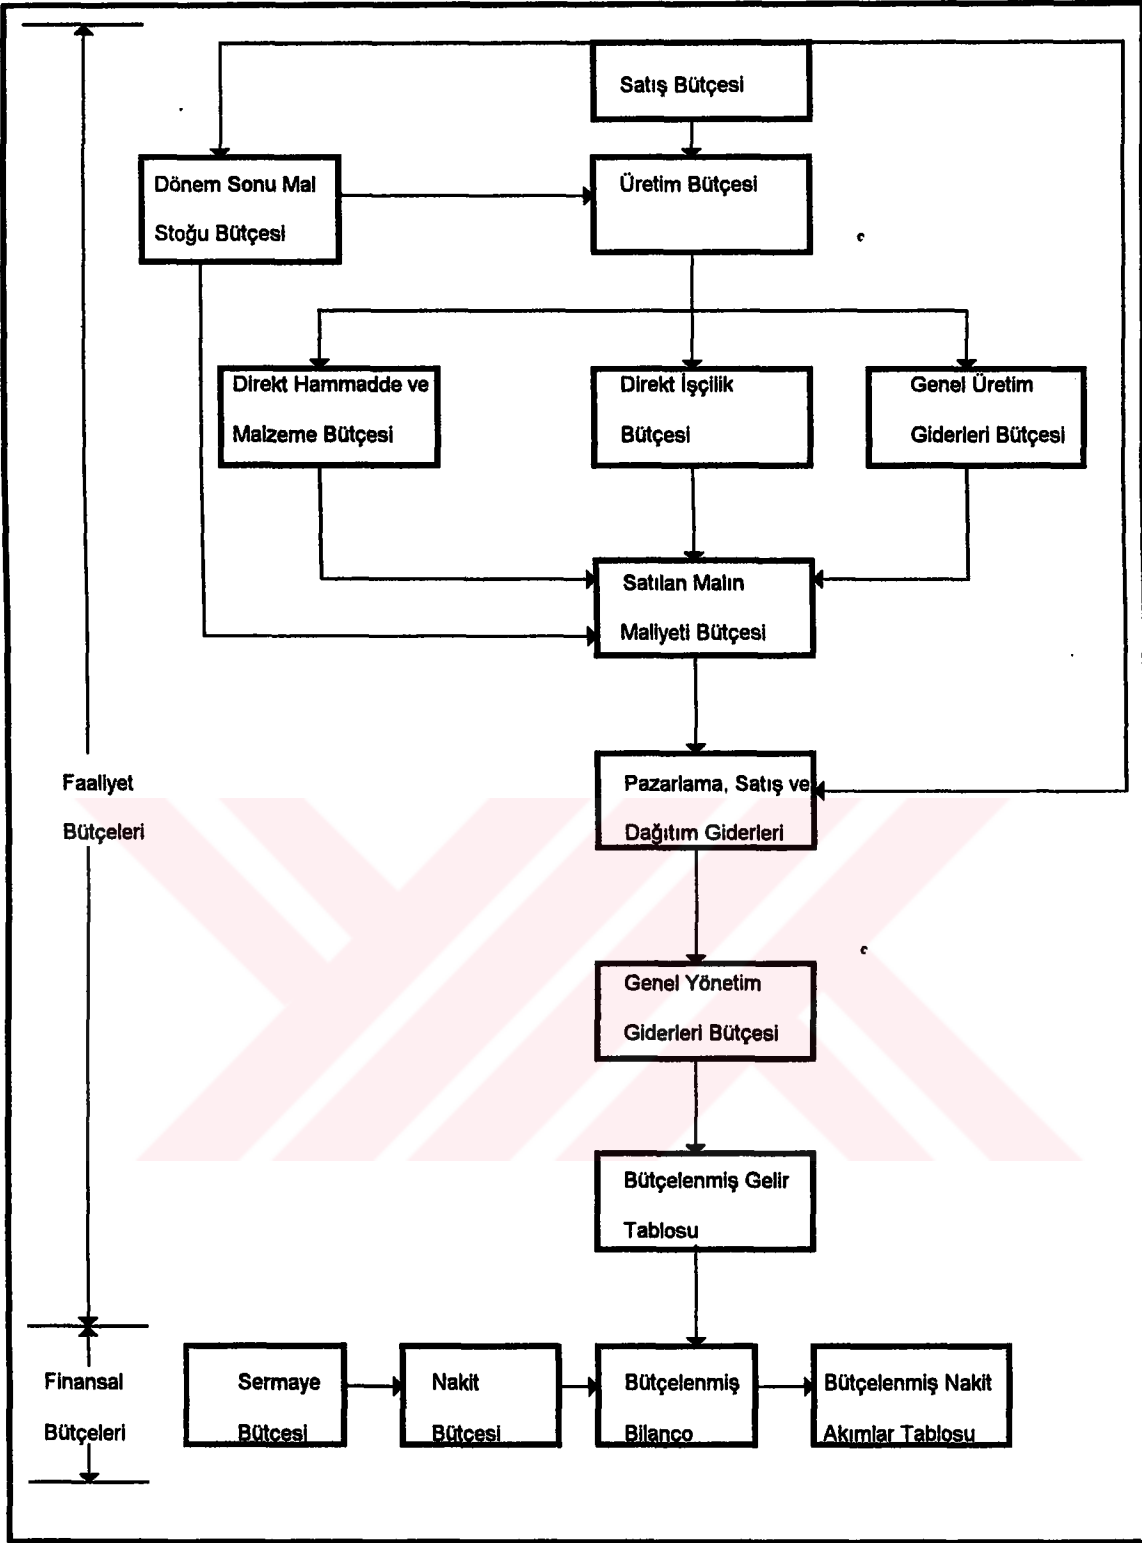 Satış Bütçesi
Dönem Sonu Mal
Stoğu Bütçesi
Üretim Bütçesi
Direkt Hammadde ve
Malzeme Bütçesi
Direkt İşçilik
Bütçesi
Genel Üretim
Giderleri Bütçesi
Satılan Malın
Maliyeti Bütçesi
Faaliyet
Bütçeleri
Pazarlama, Satış ve
Dağıtım Giderleri
Genel Yönetim
Giderleri Bütçesi
Bütçelenmiş Gelir
Tablosu
Finansal
Bütçeleri
Sermaye
Bütçesi
Nakit
Bütçesi
Bütçelenmiş
Bilanço
Bütçelenmiş Nakit
Akımlar Tablosu